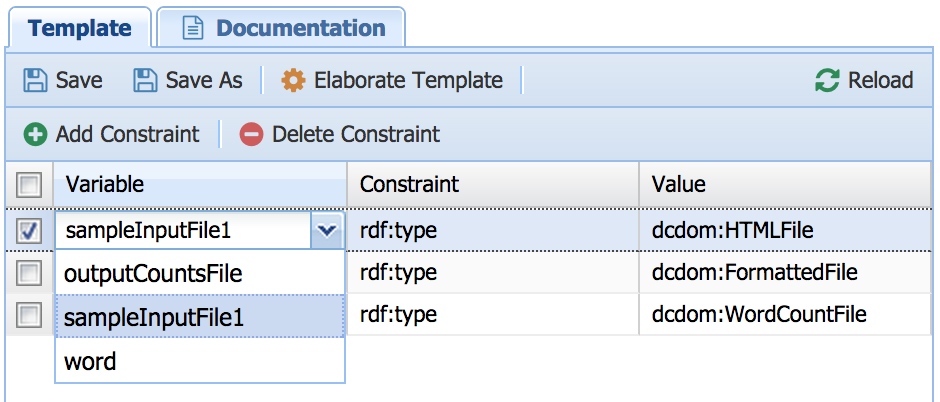 Template Documentation
Save Save As Elaborate Template Reload
Add Constraint Delete Constraint
Variable Constraint Value
sampleInputFile1 rdf:type dcdom:HTMLFile
outputCountsFile rdf:type dcdom:FormattedFile
sampleInputFile1 rdf:type dcdom:WordCountFile
word